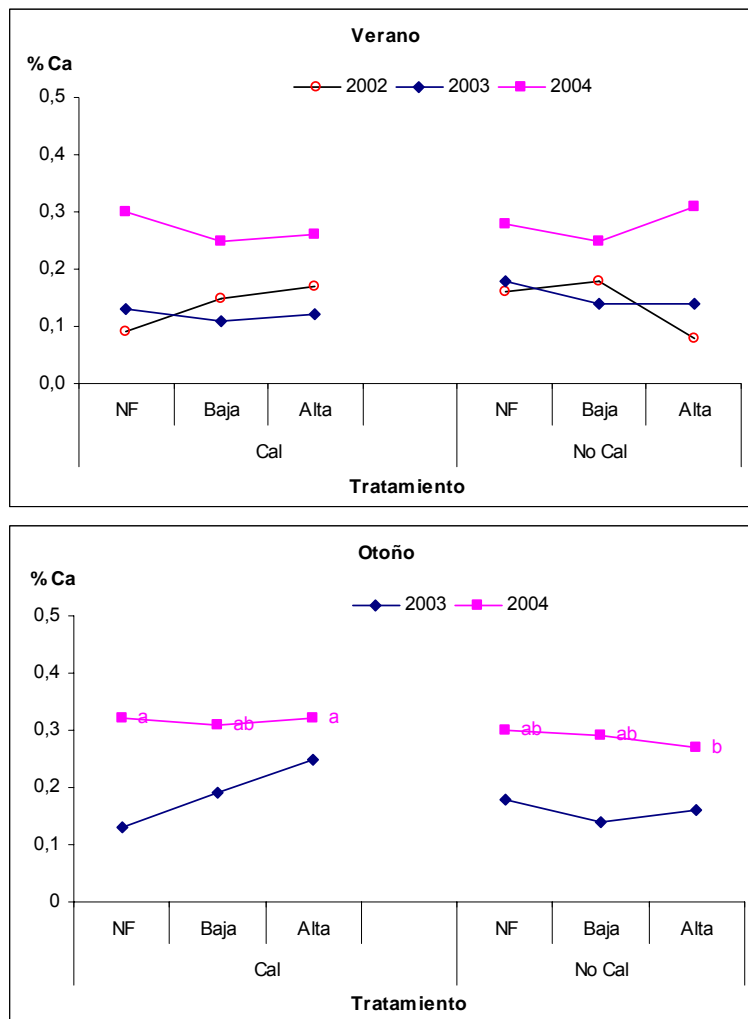 Verano
% Ca
2002 2003 2004
0,5
0,4
0,3
0,2
0,1
0,0
NF Baja Alta NF Baja Alta
Cal No Cal
Tratamiento
Otoño
% Ca
2003 2004
0,5
0,4
0,3
0,2
0,1
0
a ab a ab ab b
NF Baja Alta NF Baja Alta
Cal No Cal
Tratamiento